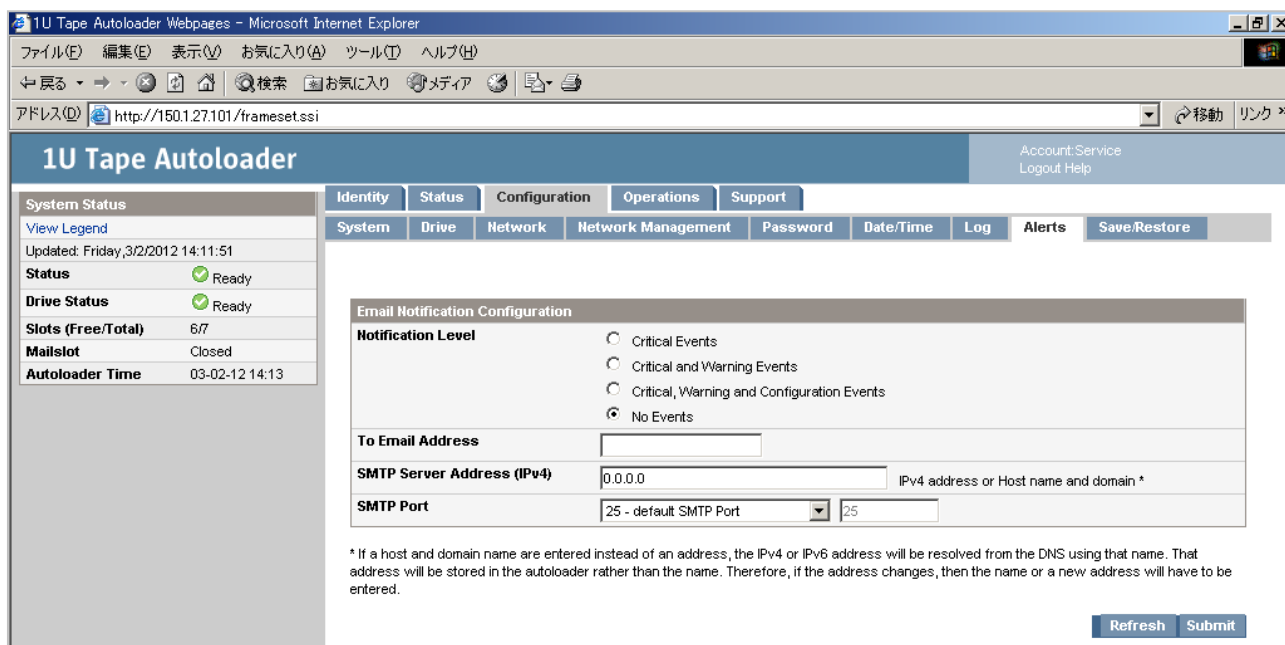 1U Tape Autoloader Webpages - Microsoft Internet Explorer
ファイル(F) 編集(E) 表示(V) お気に入り(A) ツール(T) ヘルプ(H)
戻る 検索 お気に入り メディア
アドレス(D) http://150.1.27.101/frameset.ssi 移動 リンク »
1U Tape Autoloader
Account:Service
Logout Help
System Status
View Legend
Updated: Friday,3/2/2012 14:11:51
Status Ready
Drive Status Ready
Slots (Free/Total) 6/7
Mailslot Closed
Autoloader Time 03-02-12 14:13
Identity Status Configuration Operations Support
System Drive Network Network Management Password Date/Time Log Alerts Save/Restore
Email Notification Configuration
Notification Level
Critical Events
Critical and Warning Events
Critical, Warning and Configuration Events
No Events
To Email Address
SMTP Server Address (IPv4) 0.0.0.0 IPv4 address or Host name and domain *
SMTP Port 25 - default SMTP Port 25
* If a host and domain name are entered instead of an address, the IPv4 or IPv6 address will be resolved from the DNS using that name. That
address will be stored in the autoloader rather than the name. Therefore, if the address changes, then the name or a new address will have to be
entered.
Refresh Submit